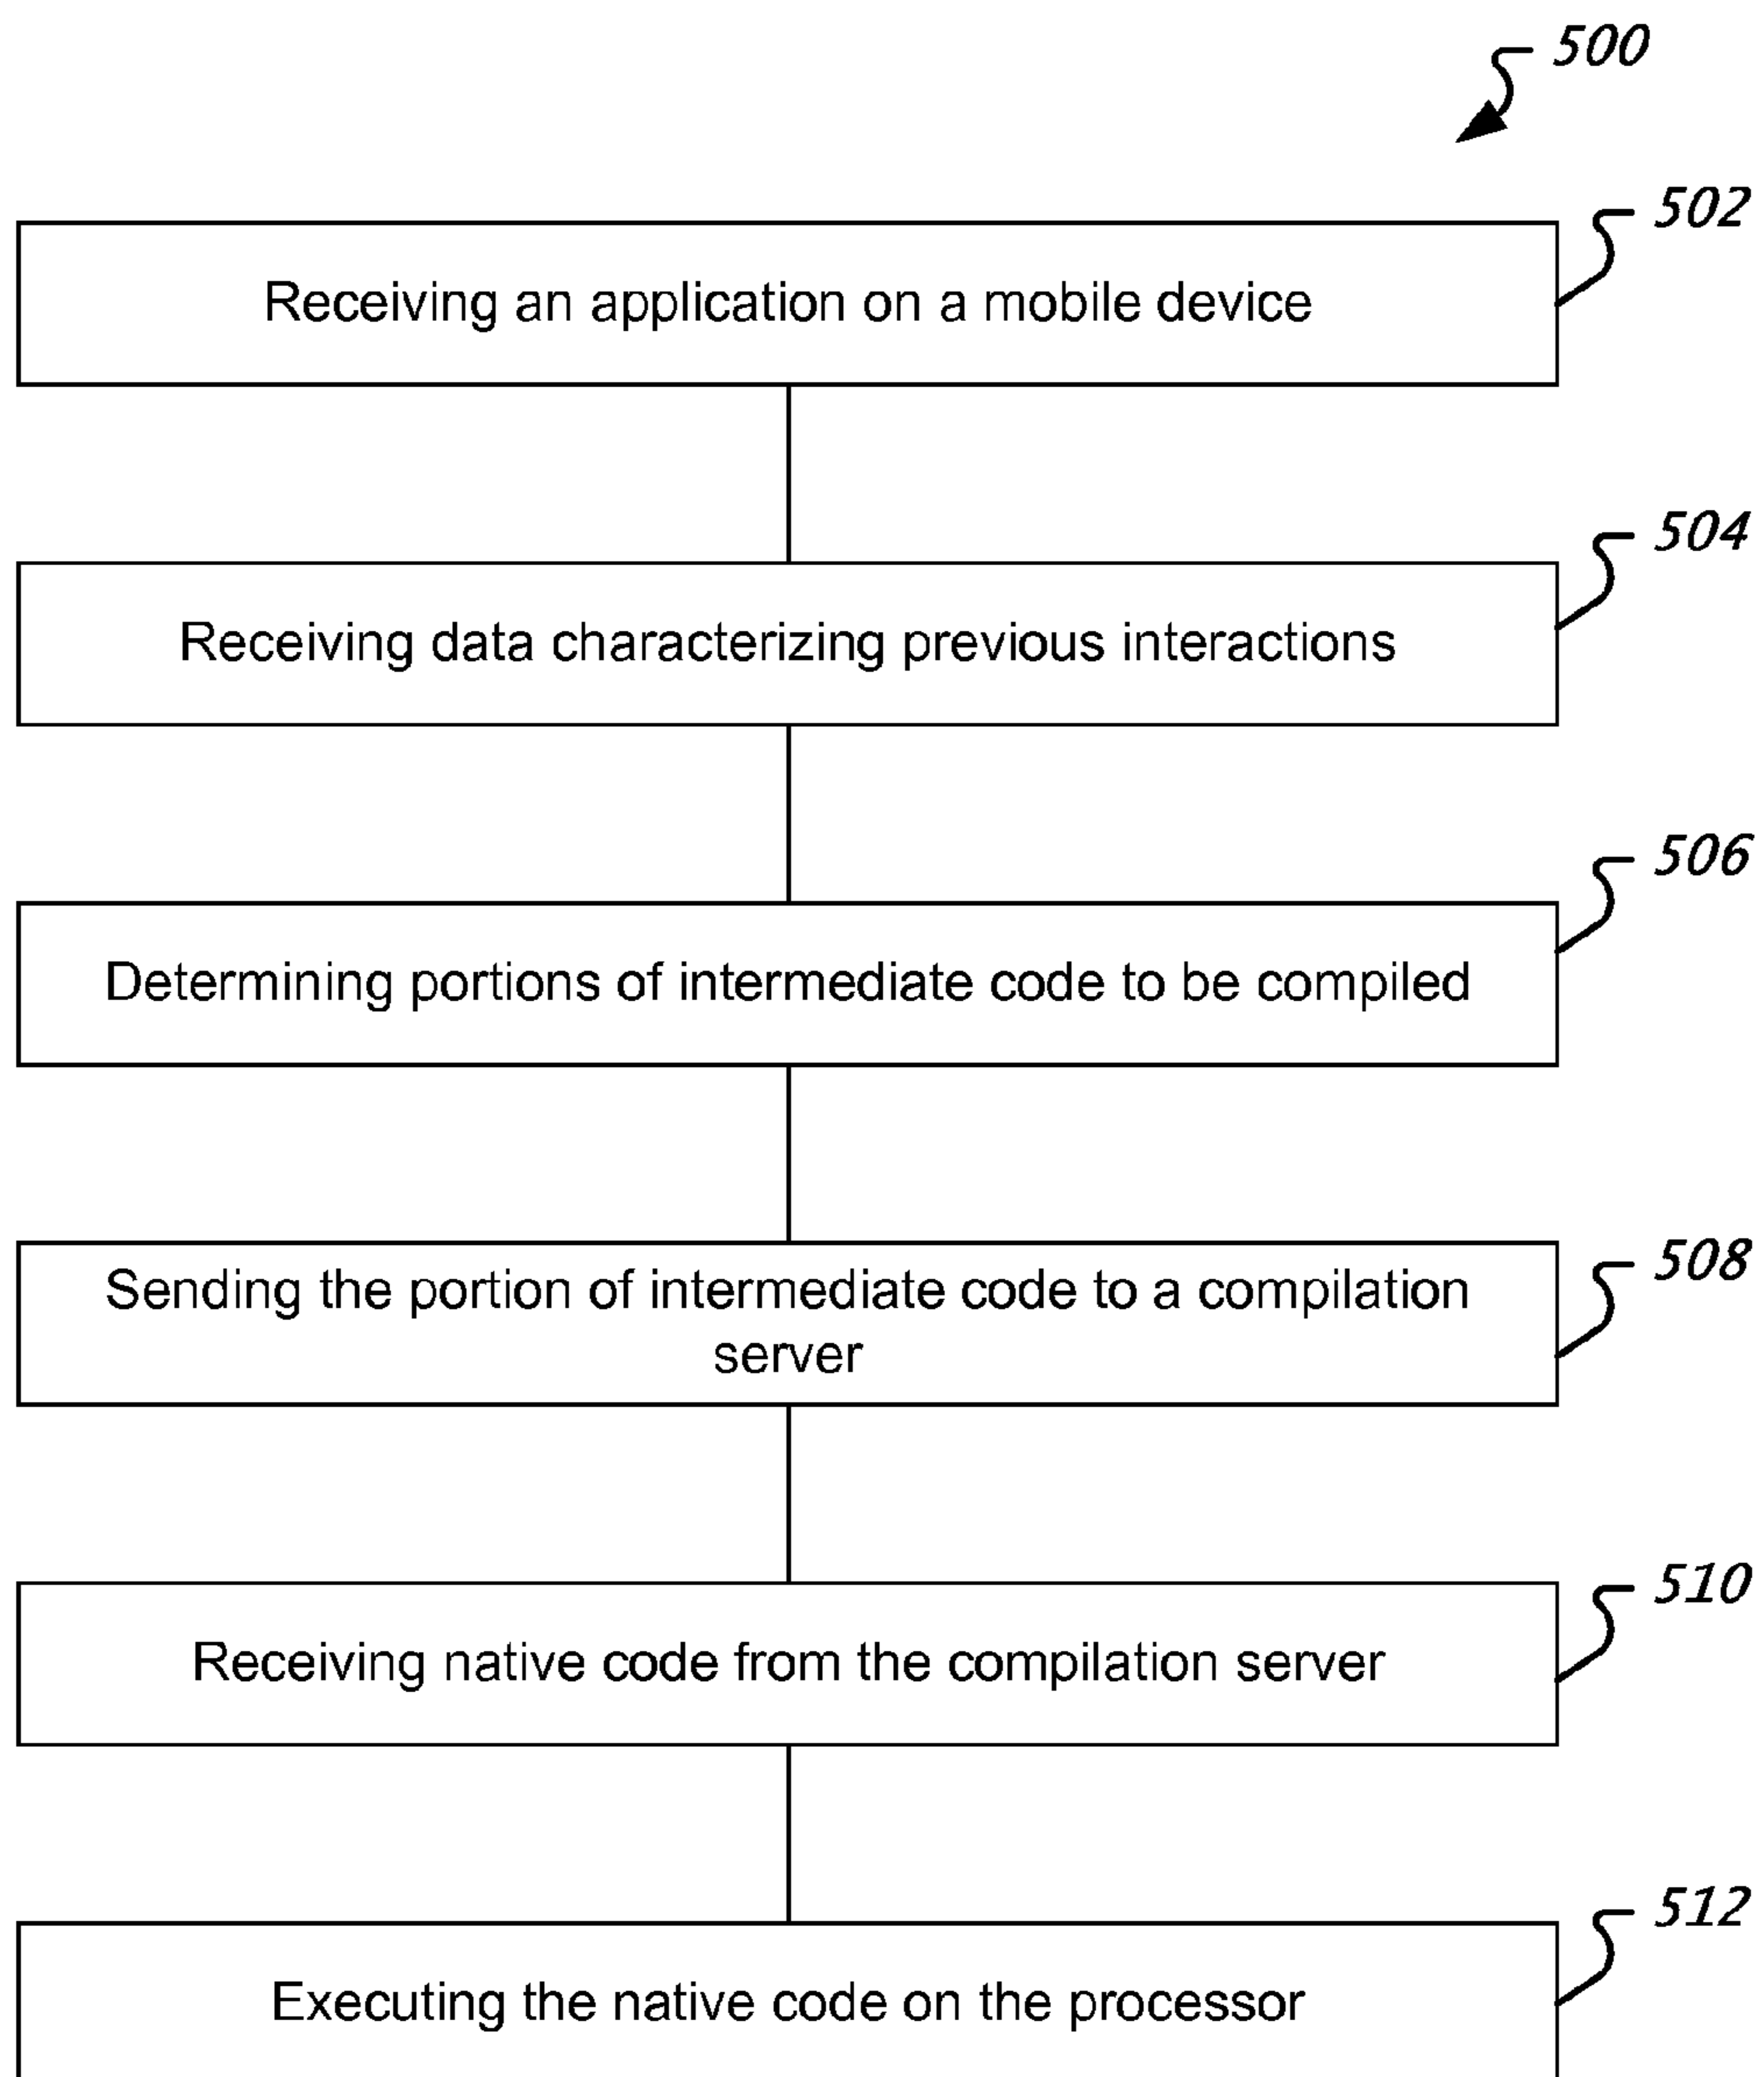 500
502
Receiving an application on a mobile device
504
Receiving data characterizing previous interactions
506
Determining portions of intermediate code to be compiled
508
Sending the portion of intermediate code to a compilation
server
510
Receiving native code from the compilation server
512
Executing the native code on the processor